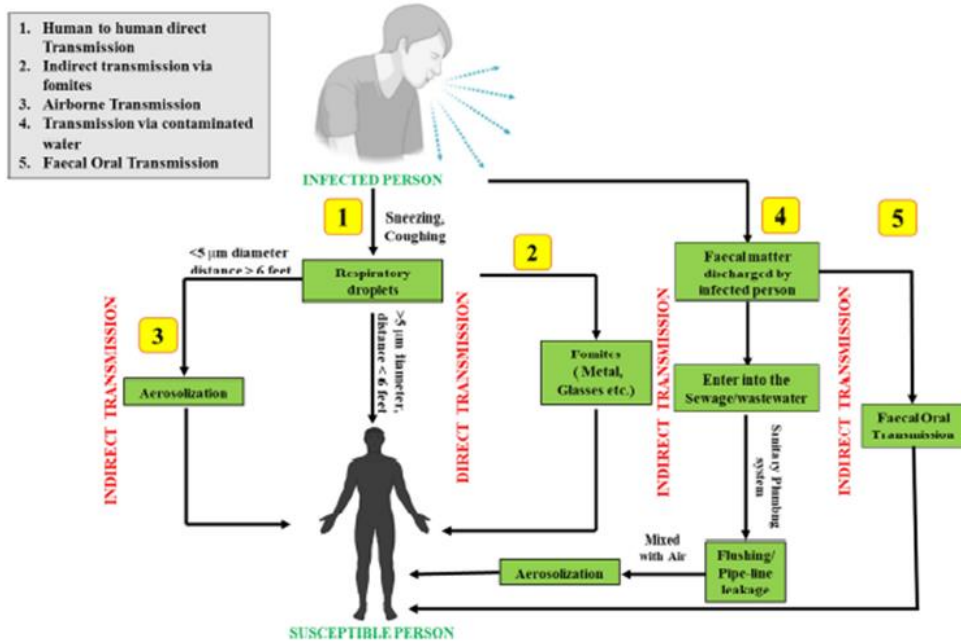 1. Human to human direct
Transmission
2. Indirect transmission via
fomites
3. Airborne Transmission
4. Transmission via contaminated
water
5. Faecal Oral Transmission
INFECTED PERSON
1
Sneezing,
Coughing
4
5
<5 μm diameter
distance > 6 feet
2
Respiratory
droplets
Faecal matter
discharged by
infected person
INDIRECT TRANSMISSION
3
>5 μm diameter,
distance < 6 feet
DIRECT TRANSMISSION
INDIRECT TRANSMISSION
INDIRECT TRANSMISSION
Fomites
( Metal,
Glasses etc.)
Aerosolization
Enter into the
Sewage/wastewater
Faecal Oral
Transmission
Sanitary Plumbing
system
Mixed
with Air
Flushing/
Pipe-line
leakage
Aerosolization
SUSCEPTIBLE PERSON